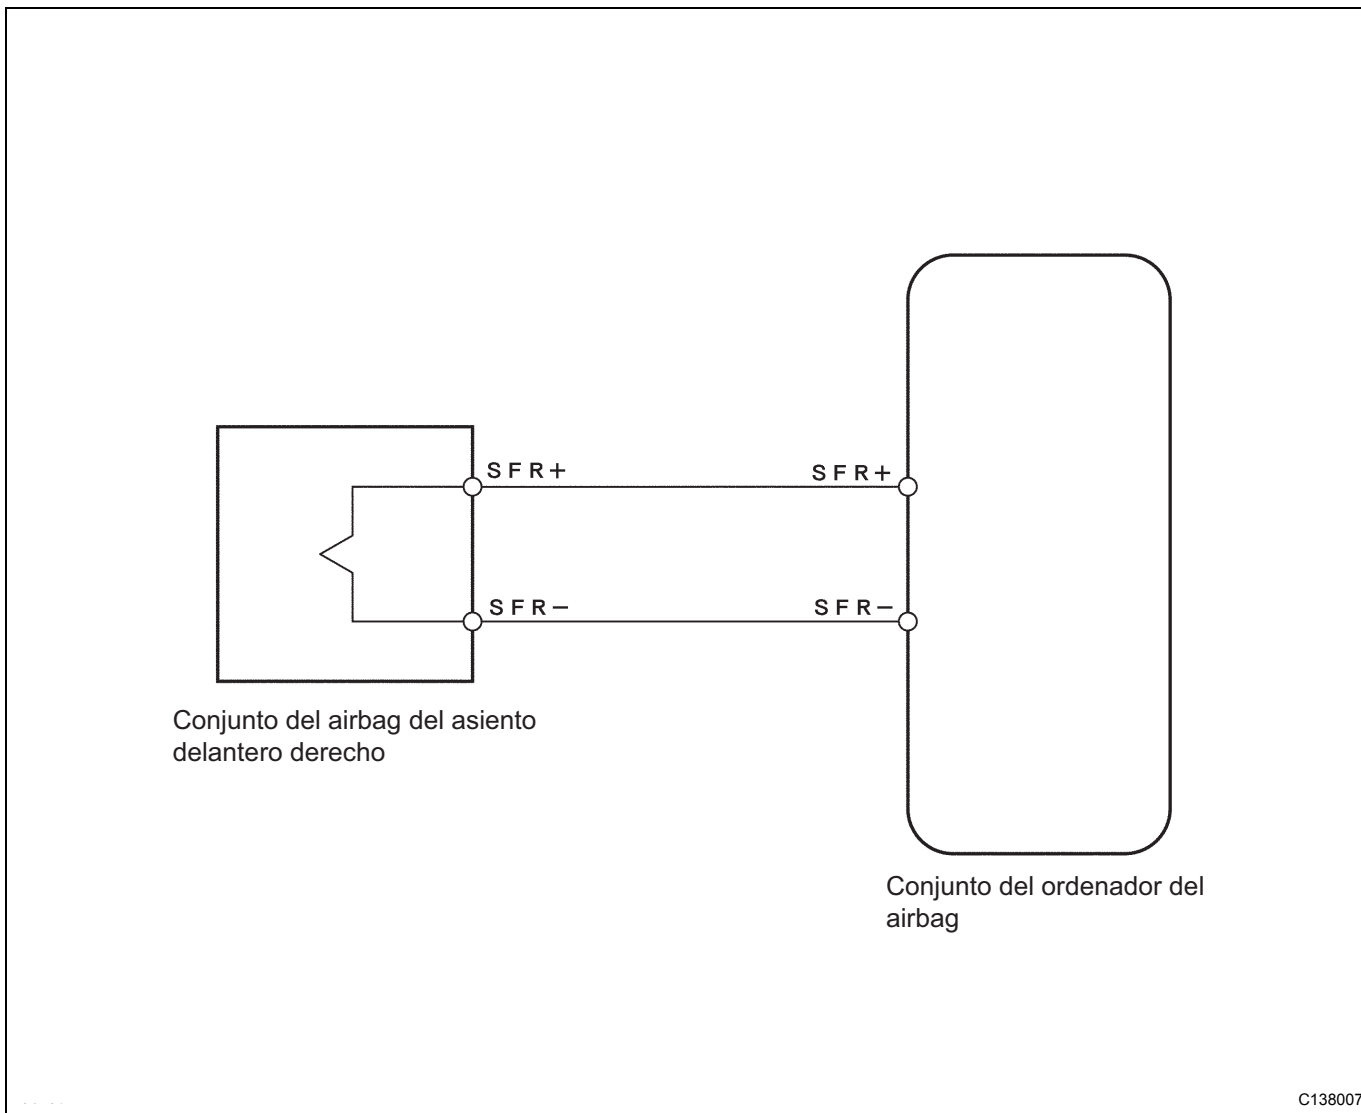 SFR+ SFR+
SFR− SFR−
Conjunto del airbag del asiento
delantero derecho
Conjunto del ordenador del
airbag
C138007